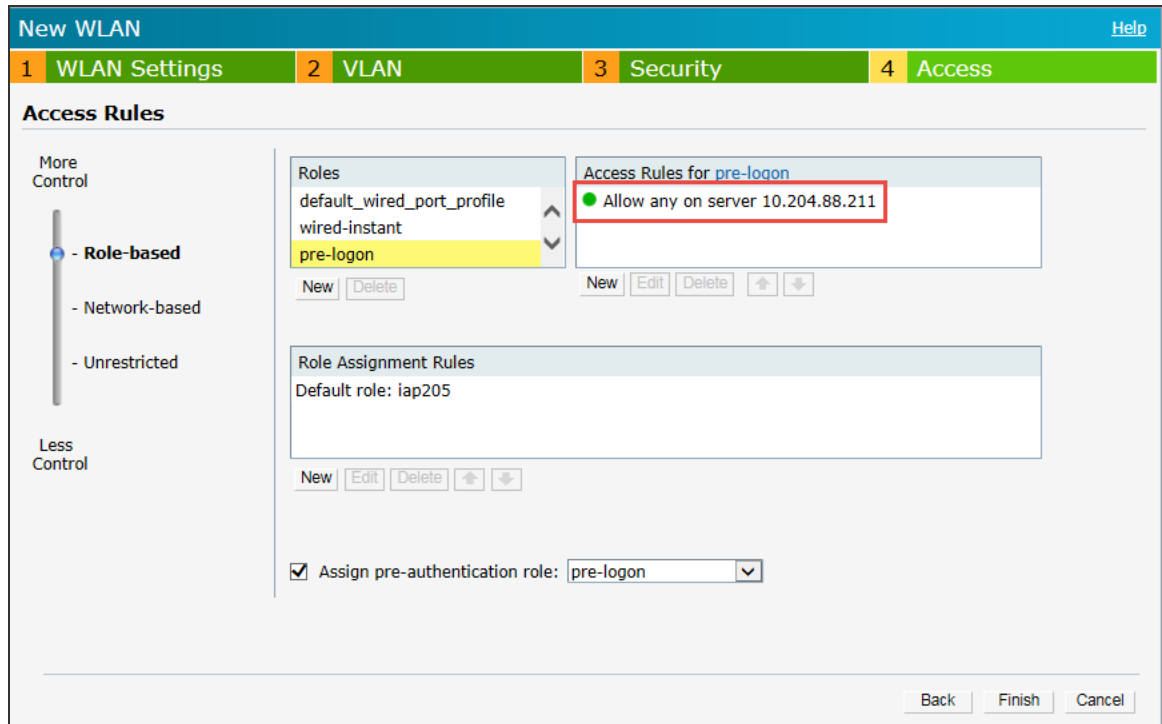 New WLAN
Help
1 WLAN Settings
2 VLAN
3 Security
4 Access
Access Rules
More
Control
- Role-based
- Network-based
- Unrestricted
Less
Control
Roles
default_wired_port_profile
wired-instant
pre-logon
New Delete
Access Rules for pre-logon
Allow any on server 10.204.88.211
New Edit Delete
Role Assignment Rules
Default role: iap205
New Edit Delete
Assign pre-authentication role: pre-logon
Back Finish Cancel